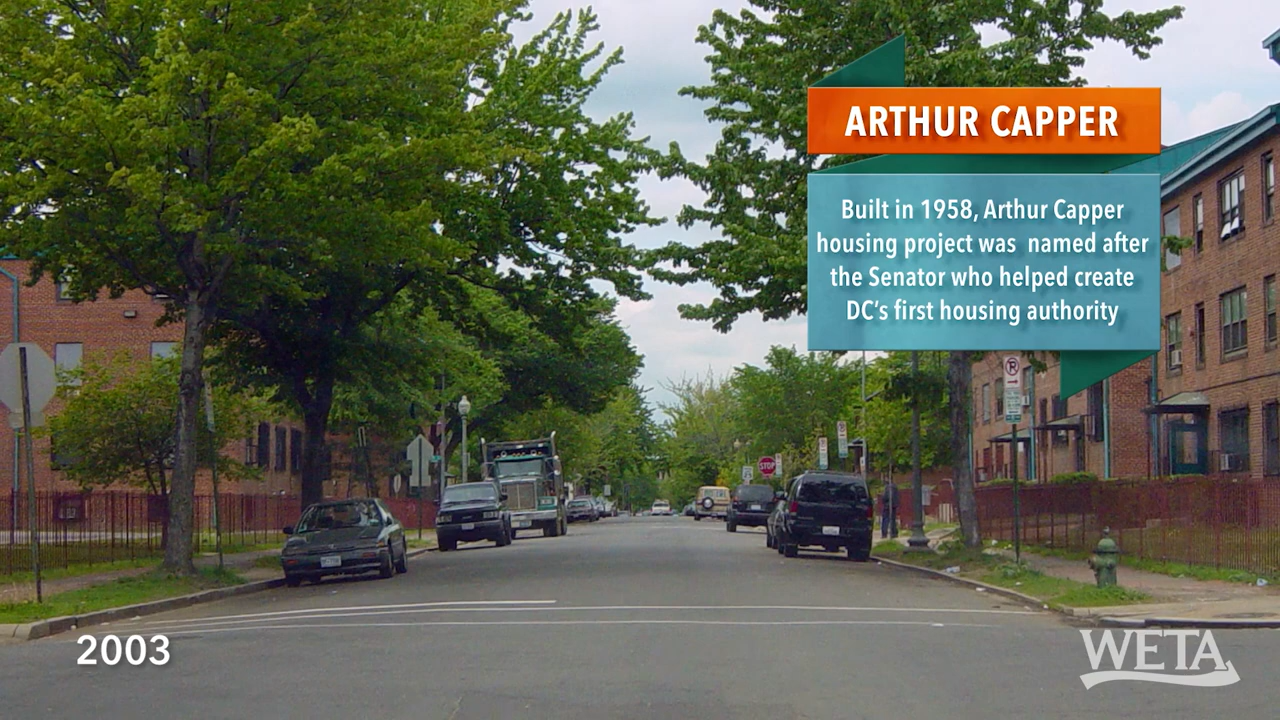 ARTHUR CAPPER
Built in 1958, Arthur Capper
housing project was  named after
the Senator who helped create
DC's first housing authority
STOP
2003
WETA